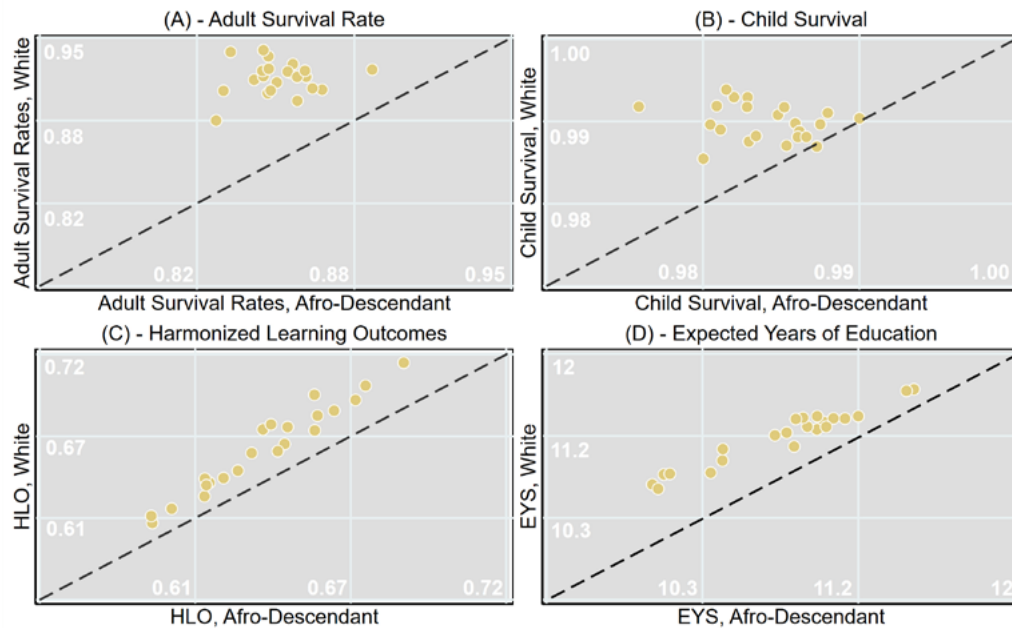 (A) - Adult Survival Rate
Adult Survival Rates, White
0.95
0.88
0.82
0.82 0.88 0.95
Adult Survival Rates, Afro-Descendant
(B) - Child Survival
Child Survival, White
1.00
0.99
0.98
0.98 0.99 1.00
Child Survival, Afro-Descendant
(C) - Harmonized Learning Outcomes
HLO, White
0.72
0.67
0.61
0.61 0.67 0.72
HLO, Afro-Descendant
(D) - Expected Years of Education
EYS, White
12
11.2
10.3
10.3 11.2 12
EYS, Afro-Descendant